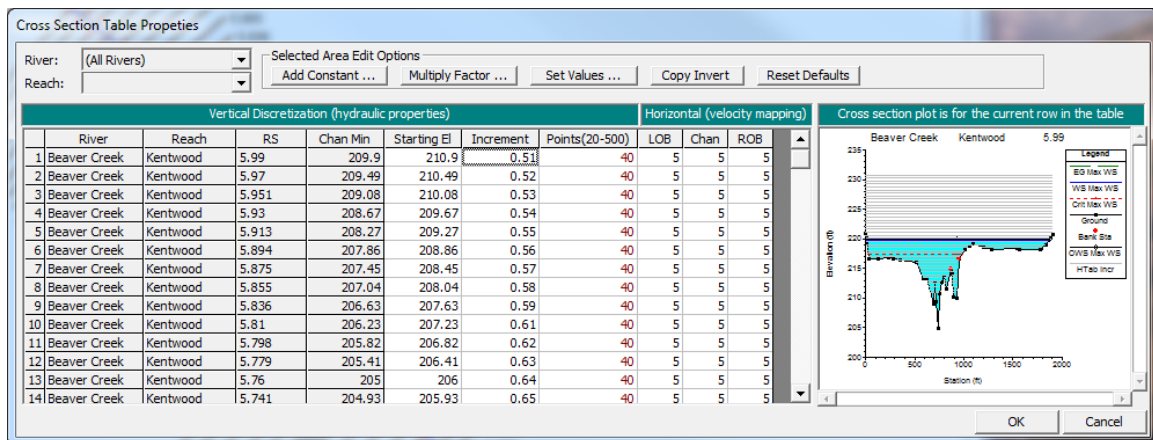 Cross Section Table Propeties
River: (All Rivers)
Reach:
Selected Area Edit Options
Add Constant ... Multiply Factor ... Set Values ... Copy Invert Reset Defaults
Vertical Discretization (hydraulic properties) Horizontal (velocity mapping)
River Reach RS Chan Min Starting El Increment Points(20-500) LOB Chan ROB
1 Beaver Creek Kentwood 5.99 209.9 210.9 0.51 40 5 5 5
2 Beaver Creek Kentwood 5.97 209.49 210.49 0.52 40 5 5 5
3 Beaver Creek Kentwood 5.951 209.08 210.08 0.53 40 5 5 5
4 Beaver Creek Kentwood 5.93 208.67 209.67 0.54 40 5 5 5
5 Beaver Creek Kentwood 5.913 208.27 209.27 0.55 40 5 5 5
6 Beaver Creek Kentwood 5.894 207.86 208.86 0.56 40 5 5 5
7 Beaver Creek Kentwood 5.875 207.45 208.45 0.57 40 5 5 5
8 Beaver Creek Kentwood 5.855 207.04 208.04 0.58 40 5 5 5
9 Beaver Creek Kentwood 5.836 206.63 207.63 0.59 40 5 5 5
10 Beaver Creek Kentwood 5.81 206.23 207.23 0.61 40 5 5 5
11 Beaver Creek Kentwood 5.798 205.82 206.82 0.62 40 5 5 5
12 Beaver Creek Kentwood 5.779 205.41 206.41 0.63 40 5 5 5
13 Beaver Creek Kentwood 5.76 205 206 0.64 40 5 5 5
14 Beaver Creek Kentwood 5.741 204.93 205.93 0.65 40 5 5 5
Cross section plot is for the current row in the table
Beaver Creek Kentwood 5.99
235
230
225
220
215
210
205
200
Elevation (ft)
0 500 1000 1500 2000
Station (ft)
Legend
EG Max WS
WS Max WS
Crit Max WS
Ground
Bank Sta
OWS Max WS
HTab Incr
OK Cancel